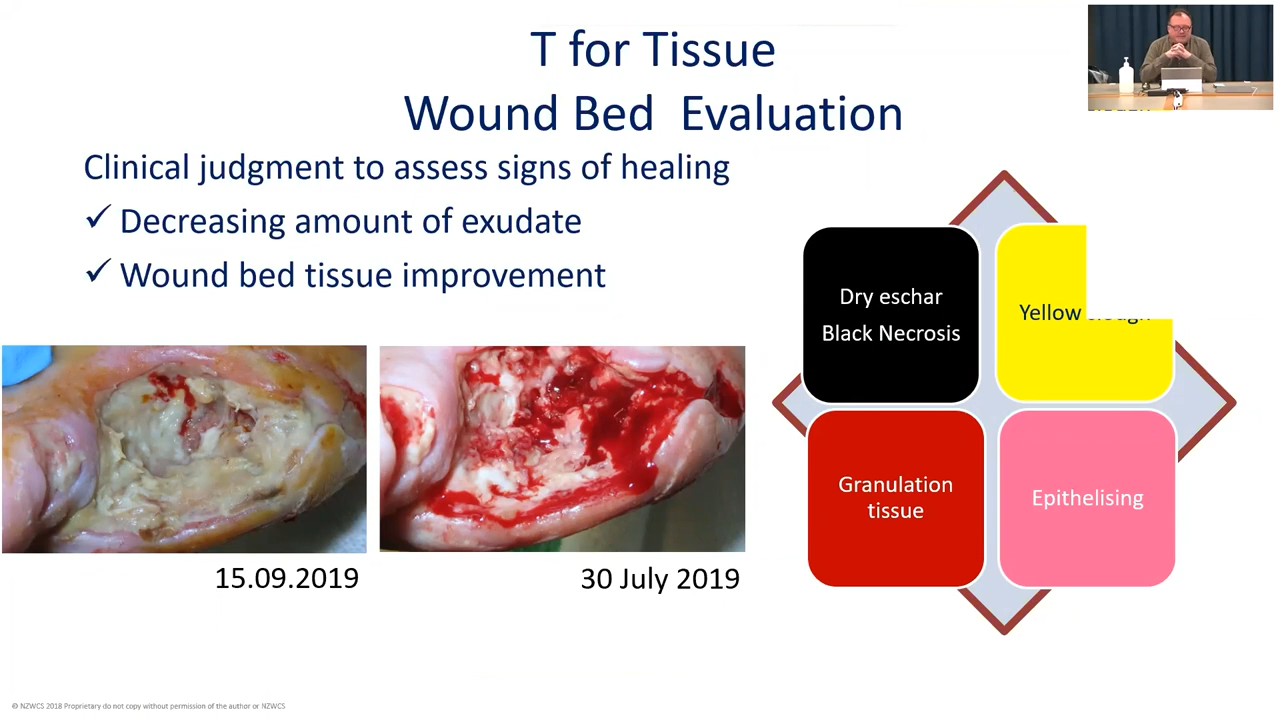 T for Tissue
Wound Bed Evaluation
Clinical judgment to assess signs of healing
✓ Decreasing amount of exudate
✓ Wound bed tissue improvement
Dry eschar
Black Necrosis
Yellow
Granulation
tissue
Epithelising
15.09.2019
30 July 2019
© NZWCS 2018 Proprietary do not copy without permission of the author or NZWCS